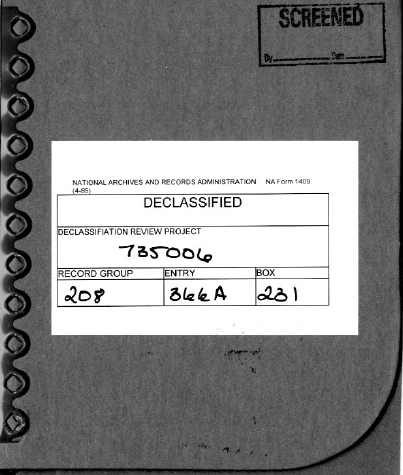 SCREENED
By Date
NATIONAL ARCHIVES AND RECORDS ADMINISTRATION NA Form 1409
(4-85)
DECLASSIFIED
DECLASSIFIATION REVIEW PROJECT
735006
RECORD GROUP ENTRY BOX
208 366A 231